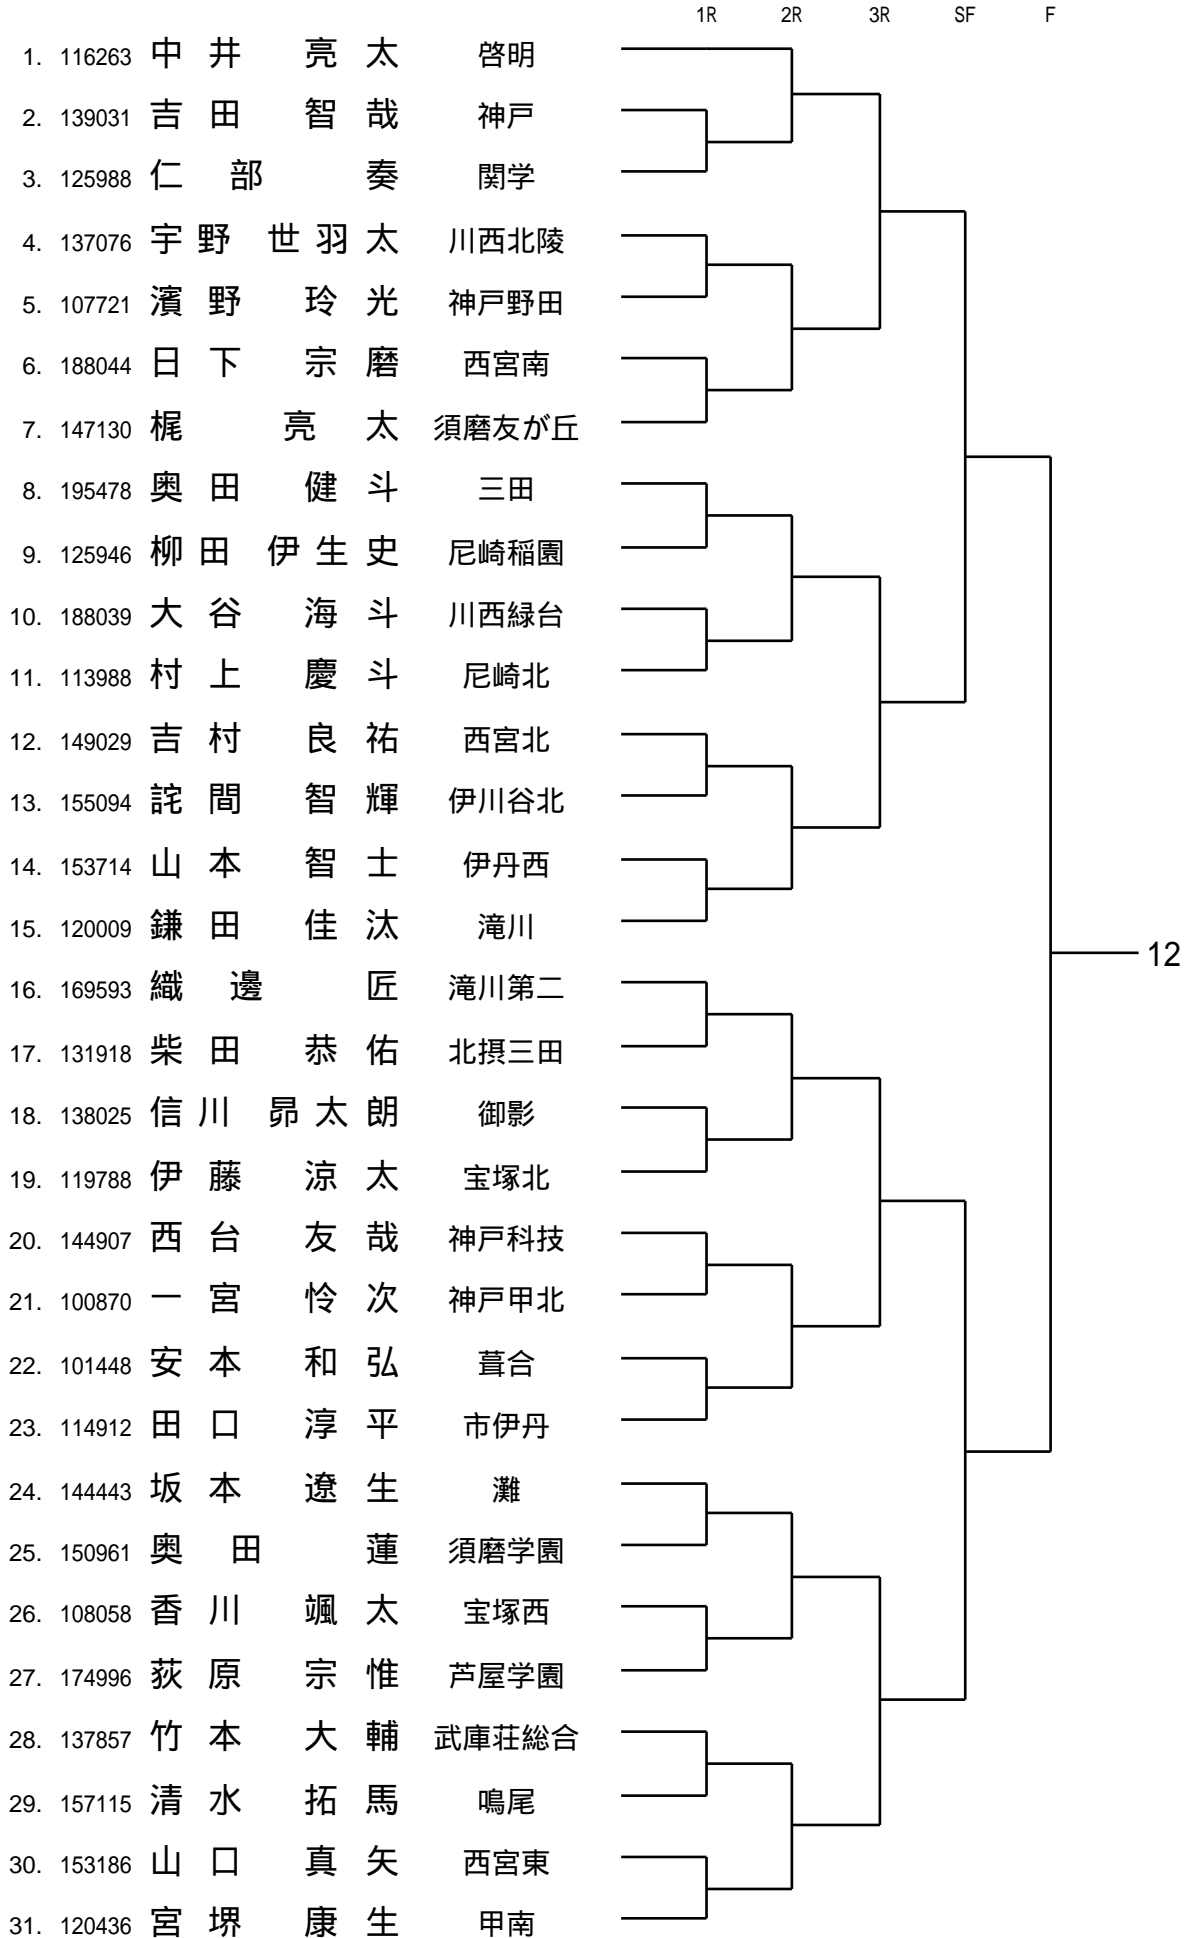 1R 2R 3R SF F
1. 116263 中井 亮太 啓明
2. 139031 吉田 智哉 神戸
3. 125988 仁部 奏 関学
4. 137076 宇野 世羽太 川西北陵
5. 107721 濱野 玲光 神戸野田
6. 188044 日下 宗磨 西宮南
7. 147130 梶 亮太 須磨友が丘
8. 195478 奥田 健斗 三田
9. 125946 柳田 伊生史 尼崎稲園
10. 188039 大谷 海斗 川西緑台
11. 113988 村上 慶斗 尼崎北
12. 149029 吉村 良祐 西宮北
13. 155094 詫間 智輝 伊川谷北
14. 153714 山本 智士 伊丹西
15. 120009 鎌田 佳汰 滝川
12
16. 169593 織邊 匠 滝川第二
17. 131918 柴田 恭佑 北摂三田
18. 138025 信川 昴太朗 御影
19. 119788 伊藤 涼太 宝塚北
20. 144907 西台 友哉 神戸科技
21. 100870 一宮 怜次 神戸甲北
22. 101448 安本 和弘 葺合
23. 114912 田口 淳平 市伊丹
24. 144443 坂本 遼生 灘
25. 150961 奥田 蓮 須磨学園
26. 108058 香川 颯太 宝塚西
27. 174996 荻原 宗惟 芦屋学園
28. 137857 竹本 大輔 武庫荘総合
29. 157115 清水 拓馬 鳴尾
30. 153186 山口 真矢 西宮東
31. 120436 宮堺 康生 甲南